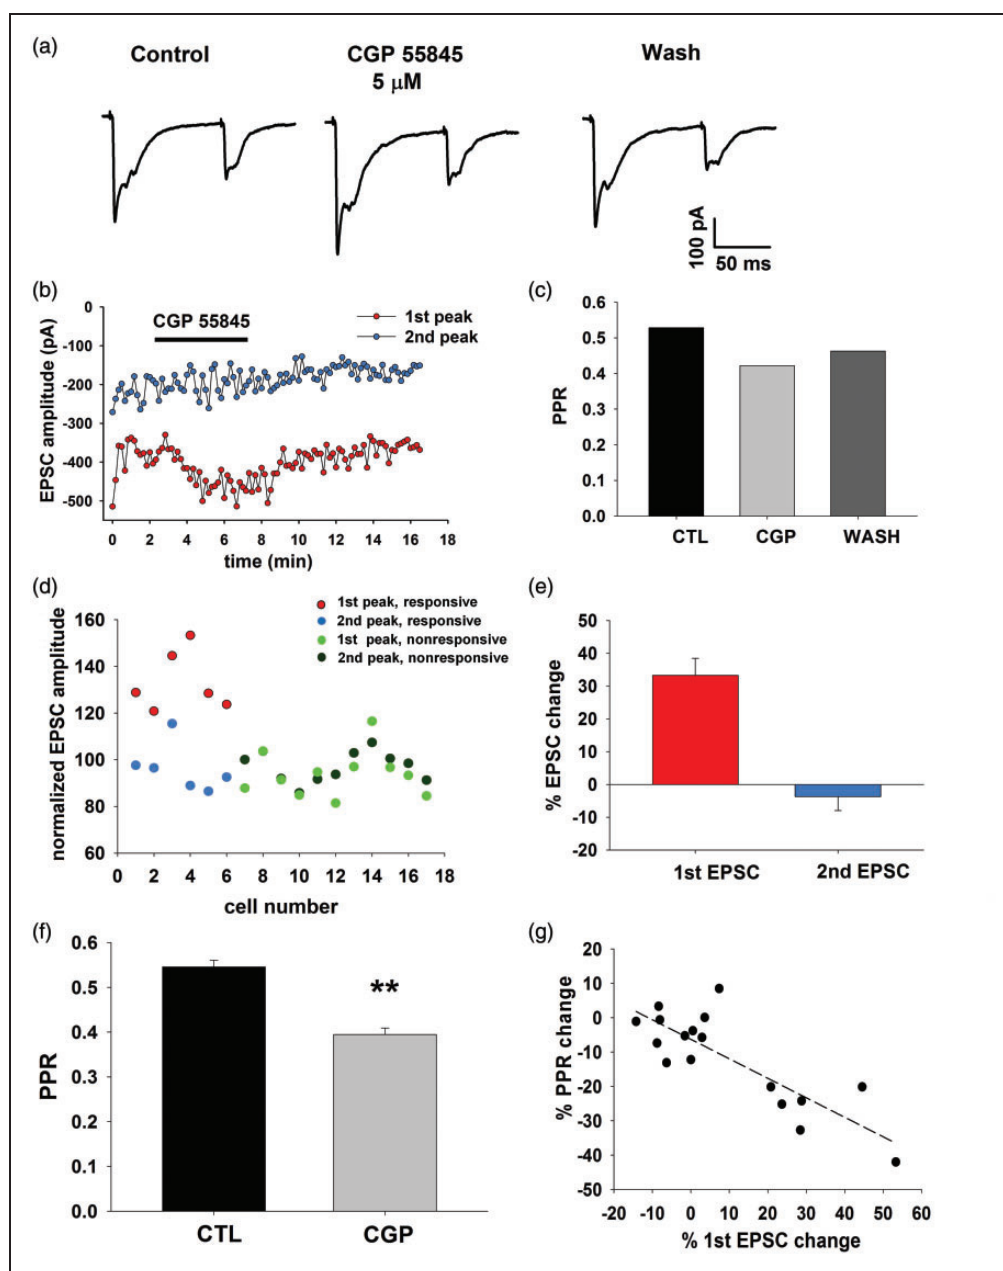 (a)
Control
CGP 55845
5 μM
Wash
100 pA
50 ms
(b)
EPSC amplitude (pA)
0
-100
-200
-300
-400
-500
CGP 55845
1st peak
2nd peak
0 2 4 6 8 10 12 14 16 18
time (min)
(c)
PPR
0.6
0.5
0.4
0.3
0.2
0.1
0.0
CTL CGP WASH
(d)
normalized EPSC amplitude
160
140
120
100
80
60
1st peak, responsive
2nd peak, responsive
1st peak, nonresponsive
2nd peak, nonresponsive
0 2 4 6 8 10 12 14 16 18
cell number
(e)
% EPSC change
50
40
30
20
10
0
-10
-20
1st EPSC 2nd EPSC
(f)
PPR
0.6
0.5
0.4
0.3
0.2
0.1
0.0
**
CTL CGP
(g)
% PPR change
20
10
0
-10
-20
-30
-40
-50
-20 -10 0 10 20 30 40 50 60
% 1st EPSC change